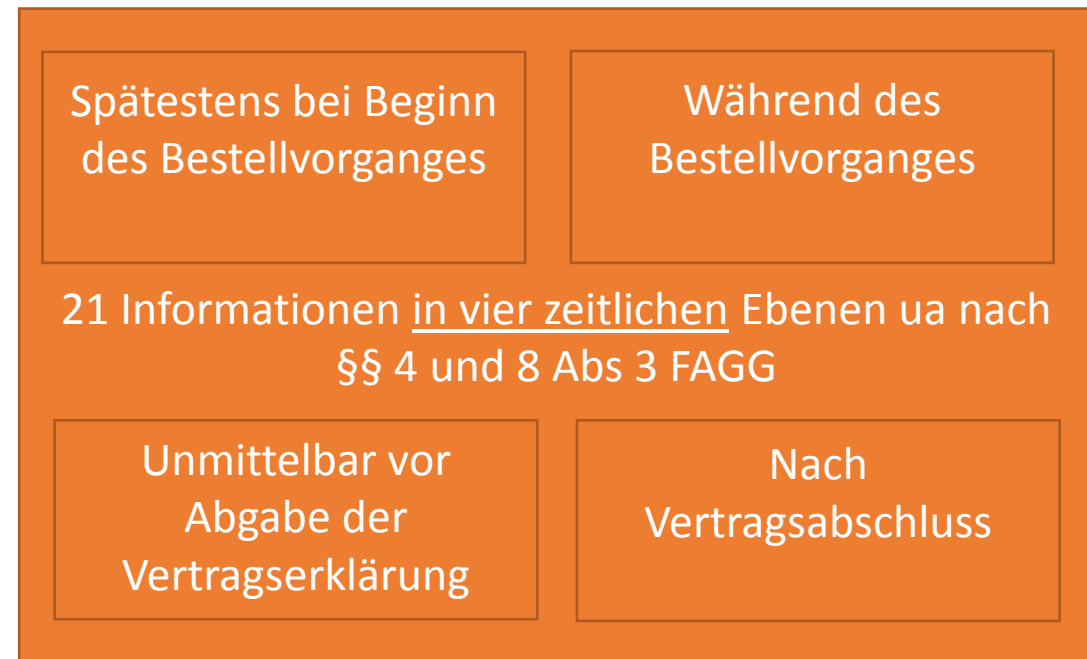 Spätestens bei Beginn
des Bestellvorganges
Während des
Bestellvorganges
21 Informationen in vier zeitlichen Ebenen ua nach
§§ 4 und 8 Abs 3 FAGG
Unmittelbar vor
Abgabe der
Vertragserklärung
Nach
Vertragsabschluss